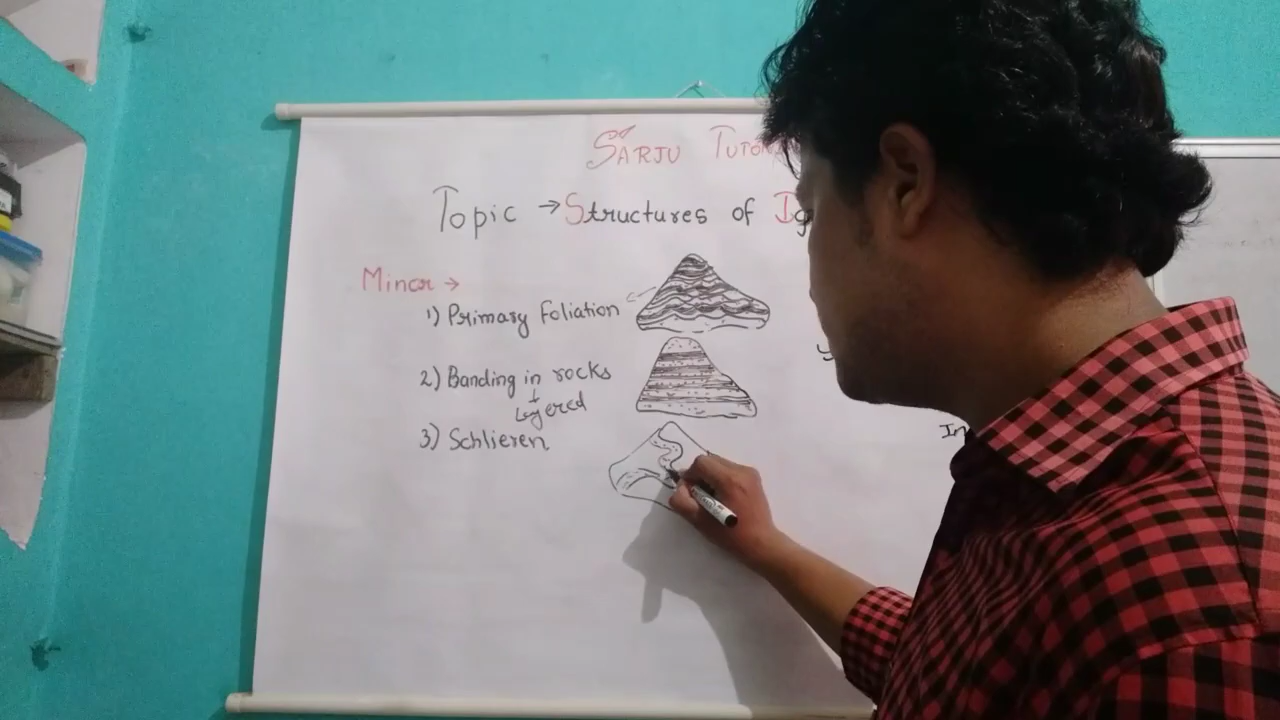 SARJU
Topic → Structures of
Minor →
1) Primary Foliation
2) Banding in rocks
Layered
3) Schlieren